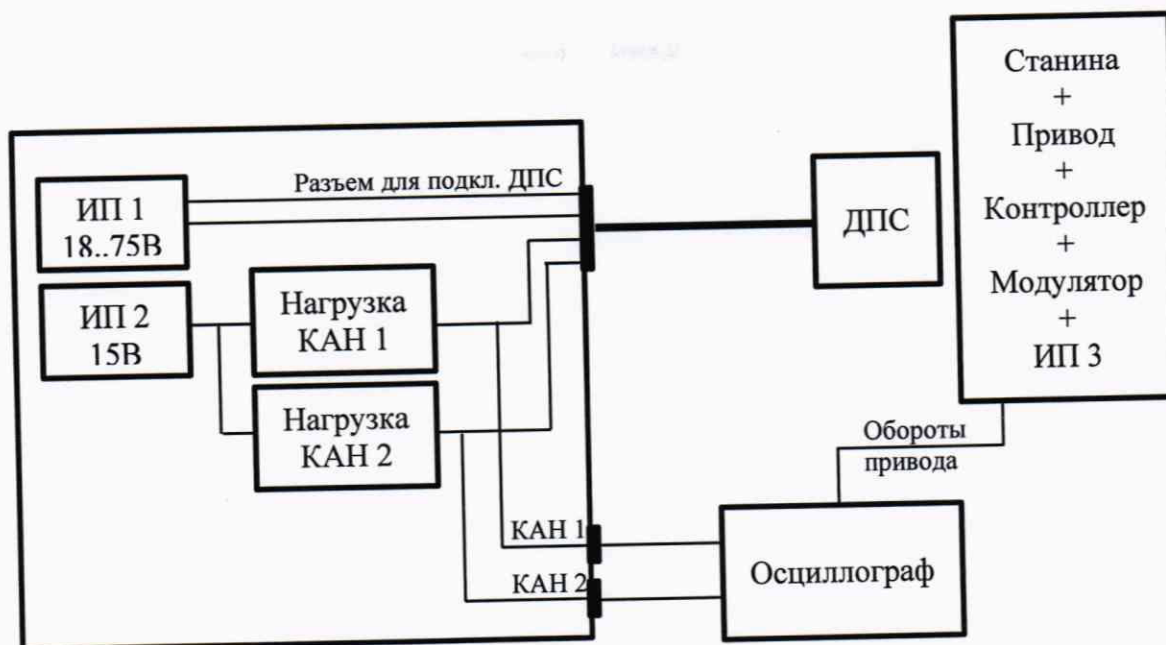 Станина
+
Привод
+
Контроллер
+
Модулятор
+
ИП 3
Разъем для подкл. ДПС
ИП 1
18..75В
ДПС
ИП 2
15В
Нагрузка
КАН 1
Нагрузка
КАН 2
Обороты
привода
КАН 1
КАН 2
Осциллограф